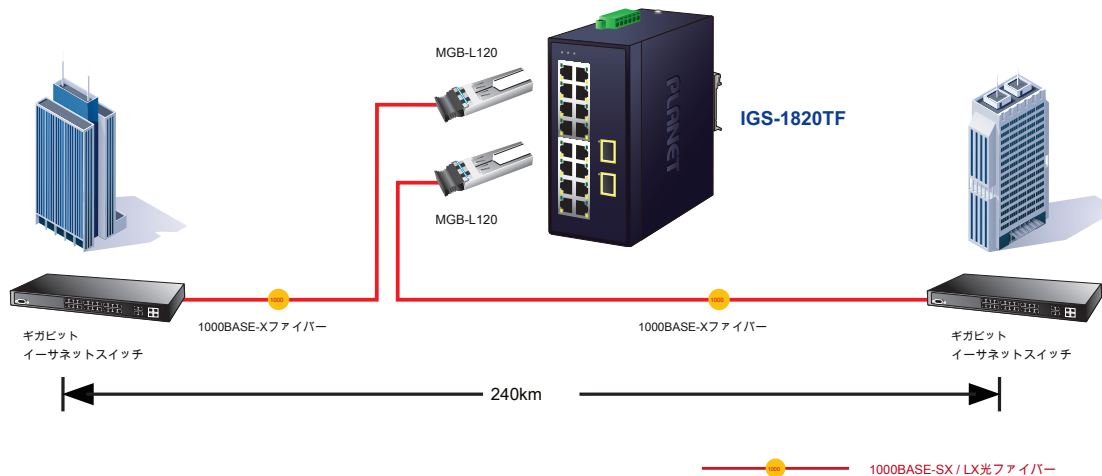 MGB-L120
PLANET
IGS-1820TF
MGB-L120
1000
1000
1000BASE-Xファイバー
1000BASE-Xファイバー
ギガビット
イーサネットスイッチ
ギガビット
イーサネットスイッチ
240km
1000
1000BASE-SX / LX光ファイバー